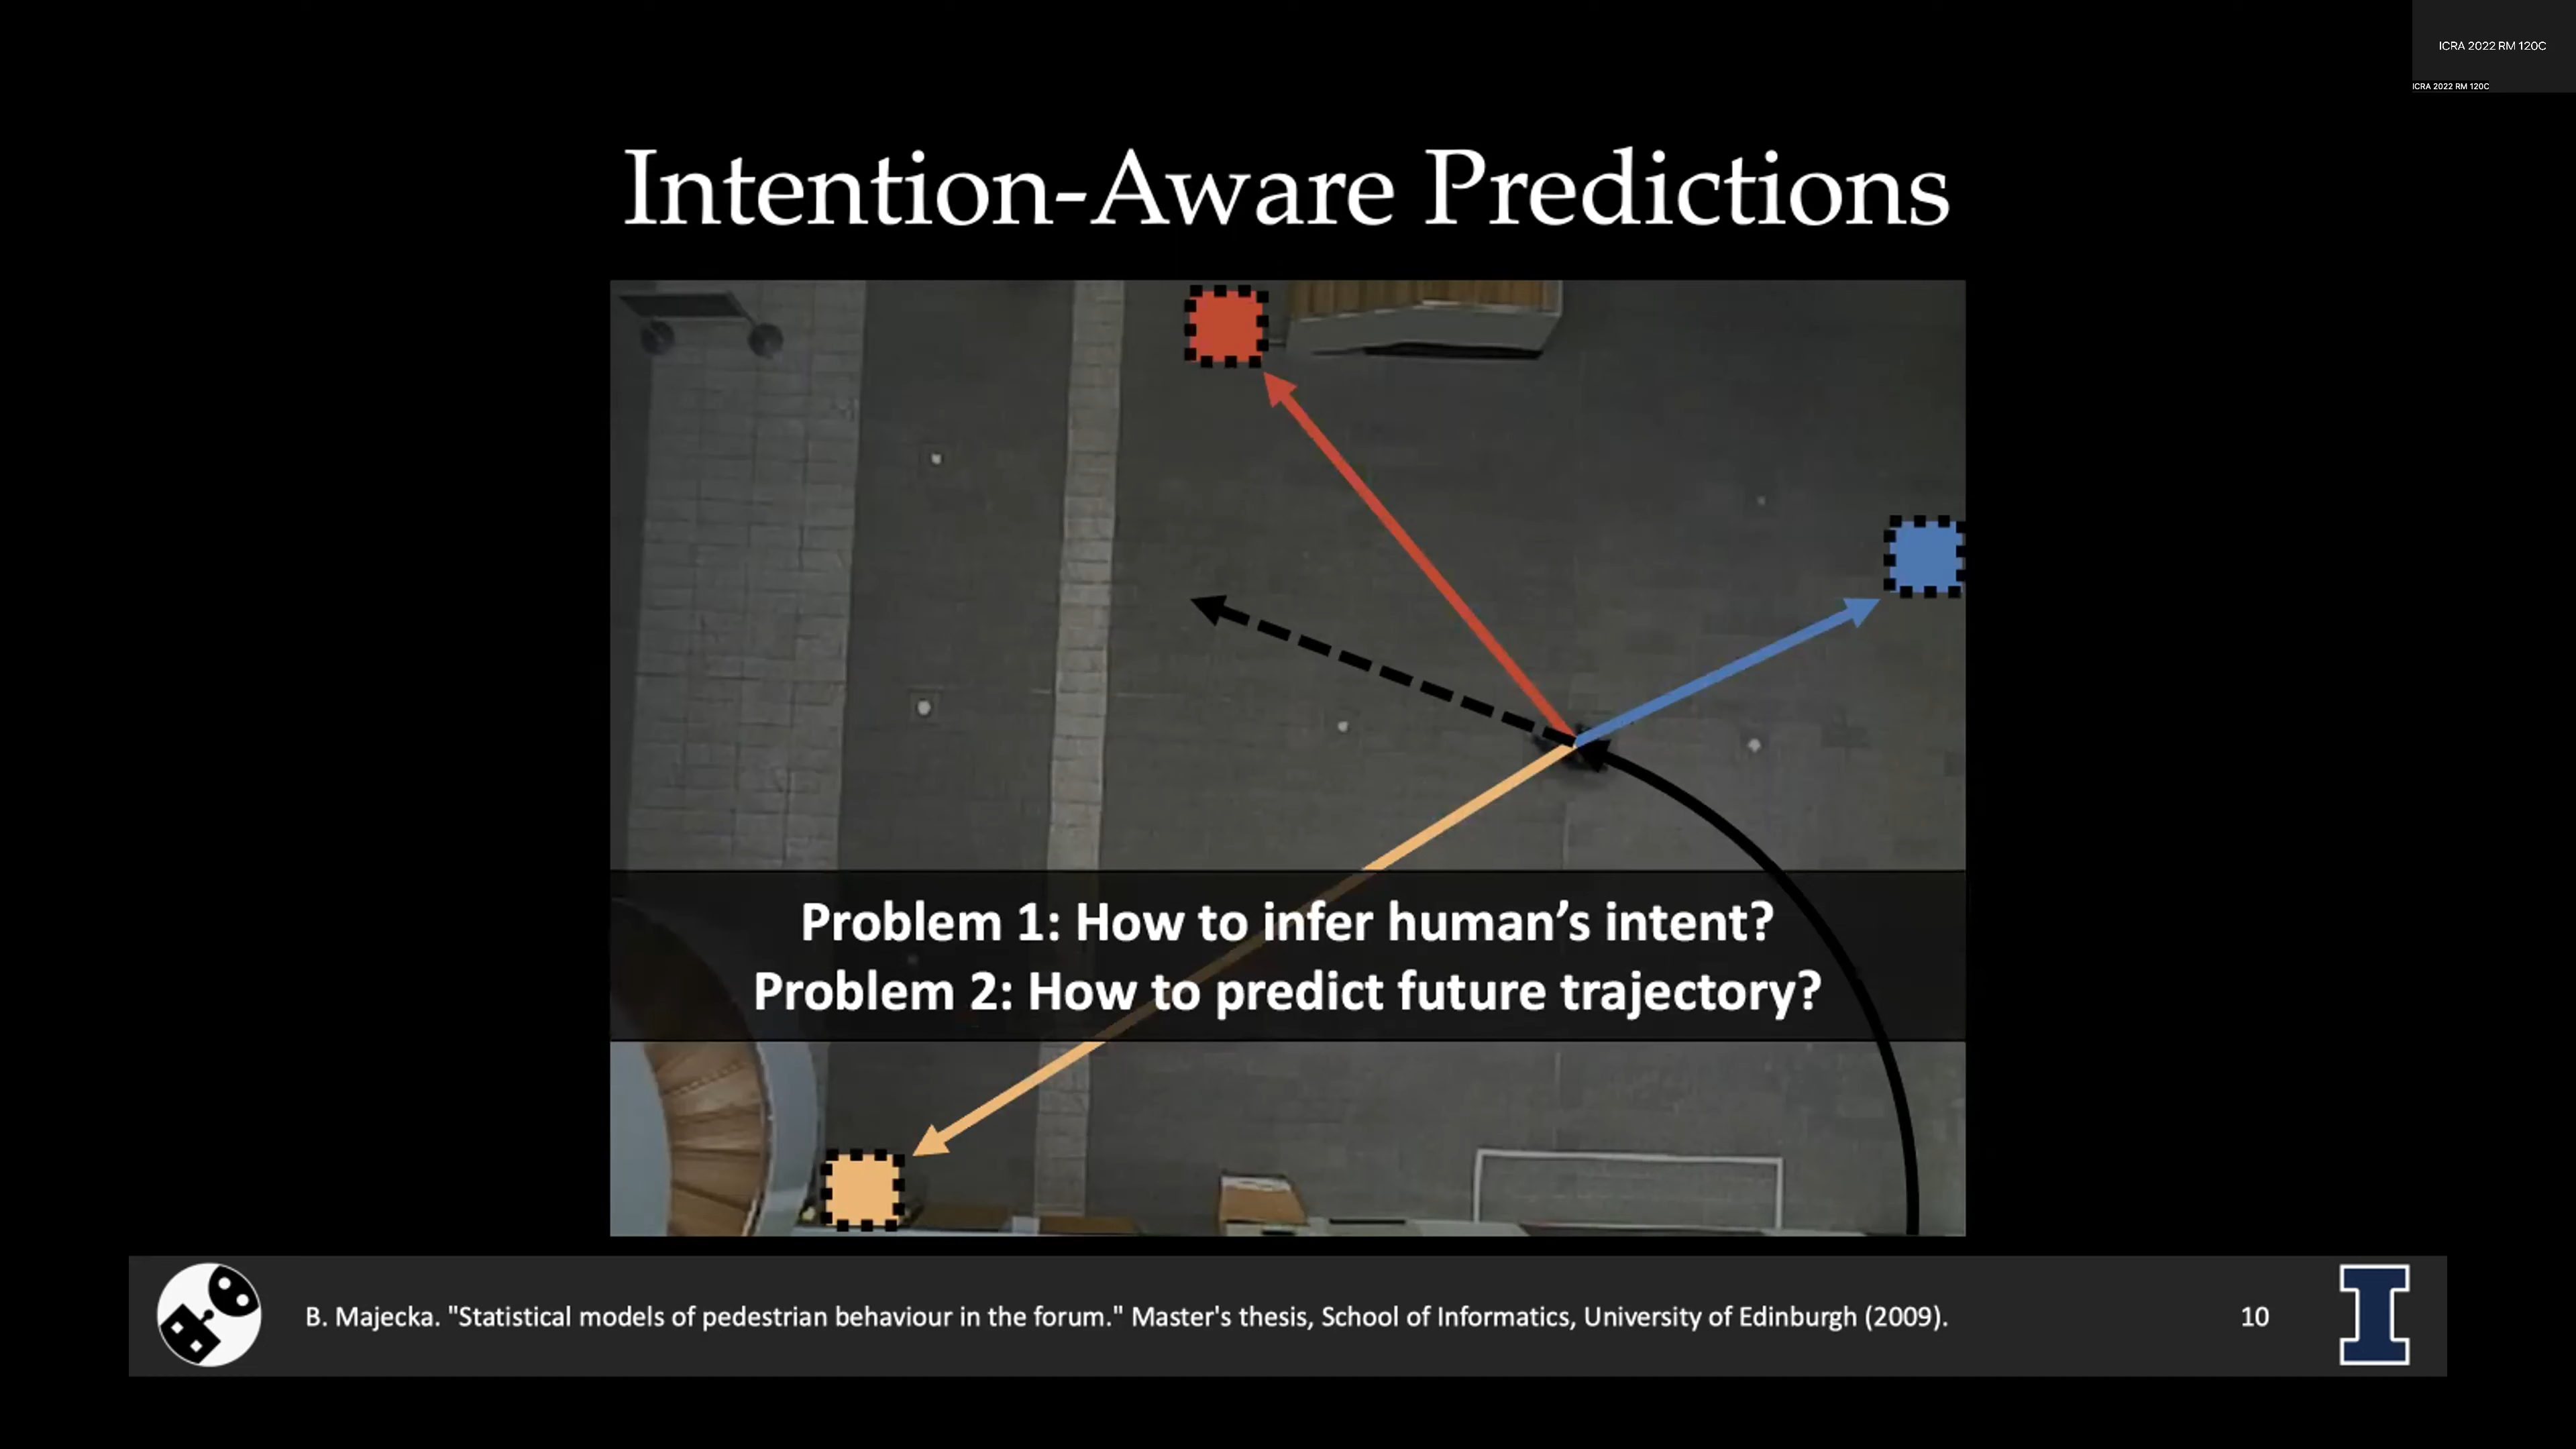 ICRA 2022 RM 120C
ICRA 2022 RM 120C
Intention-Aware Predictions
Problem 1: How to infer human’s intent?
Problem 2: How to predict future trajectory?
B. Majecka. "Statistical models of pedestrian behaviour in the forum." Master's thesis, School of Informatics, University of Edinburgh (2009).
10